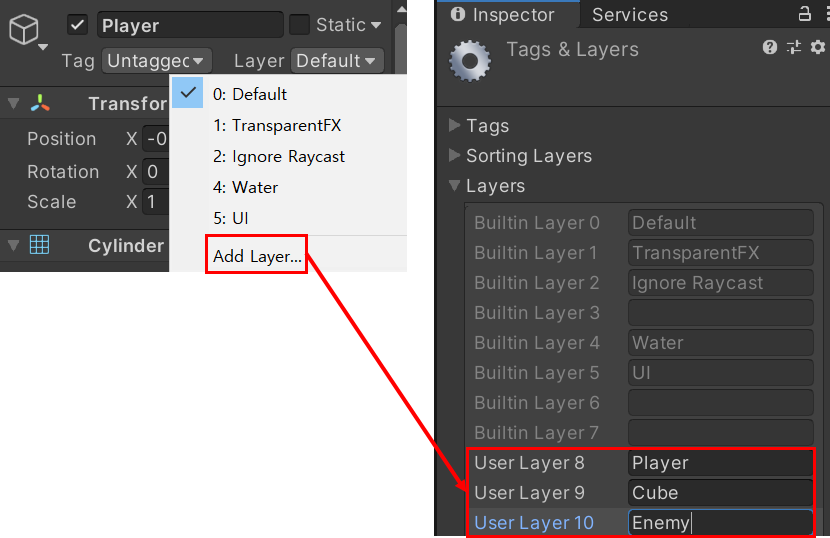 Player
Static
Tag Untagged Layer Default
0: Default
1: TransparentFX
2: Ignore Raycast
4: Water
5: UI
Add Layer...
Transfor
Position X -0
Rotation X 0
Scale X 1
Cylinder
Inspector Services
Tags & Layers
Tags
Sorting Layers
Layers
Builtin Layer 0 Default
Builtin Layer 1 TransparentFX
Builtin Layer 2 Ignore Raycast
Builtin Layer 3
Builtin Layer 4 Water
Builtin Layer 5 UI
Builtin Layer 6
Builtin Layer 7
User Layer 8 Player
User Layer 9 Cube
User Layer 10 Enemy